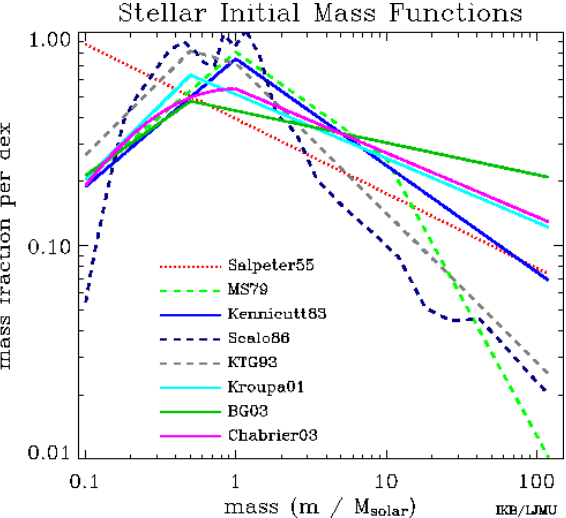 Stellar Initial Mass Functions
1.00
0.10
0.01
mass fraction per dex
Salpeter55
MS79
Kennicutt83
Scalo86
KTG93
Kroupa01
BG03
Chabrier03
0.1
1
10
100
mass (m / Msolar)
IKB/LJMU